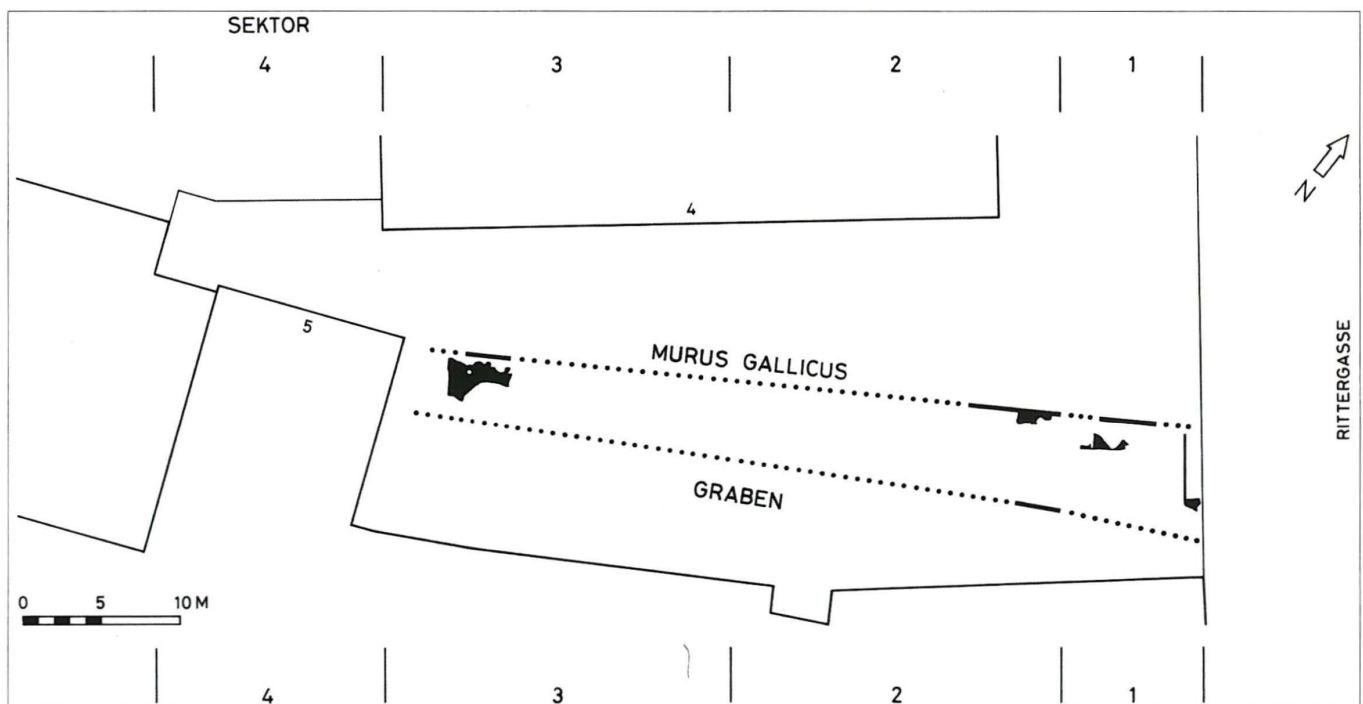 SEKTOR
4 3 2 1
N
4
5
RITTERGASSE
MURUS GALLICUS
GRABEN
0 5 10 M
4 3 2 1